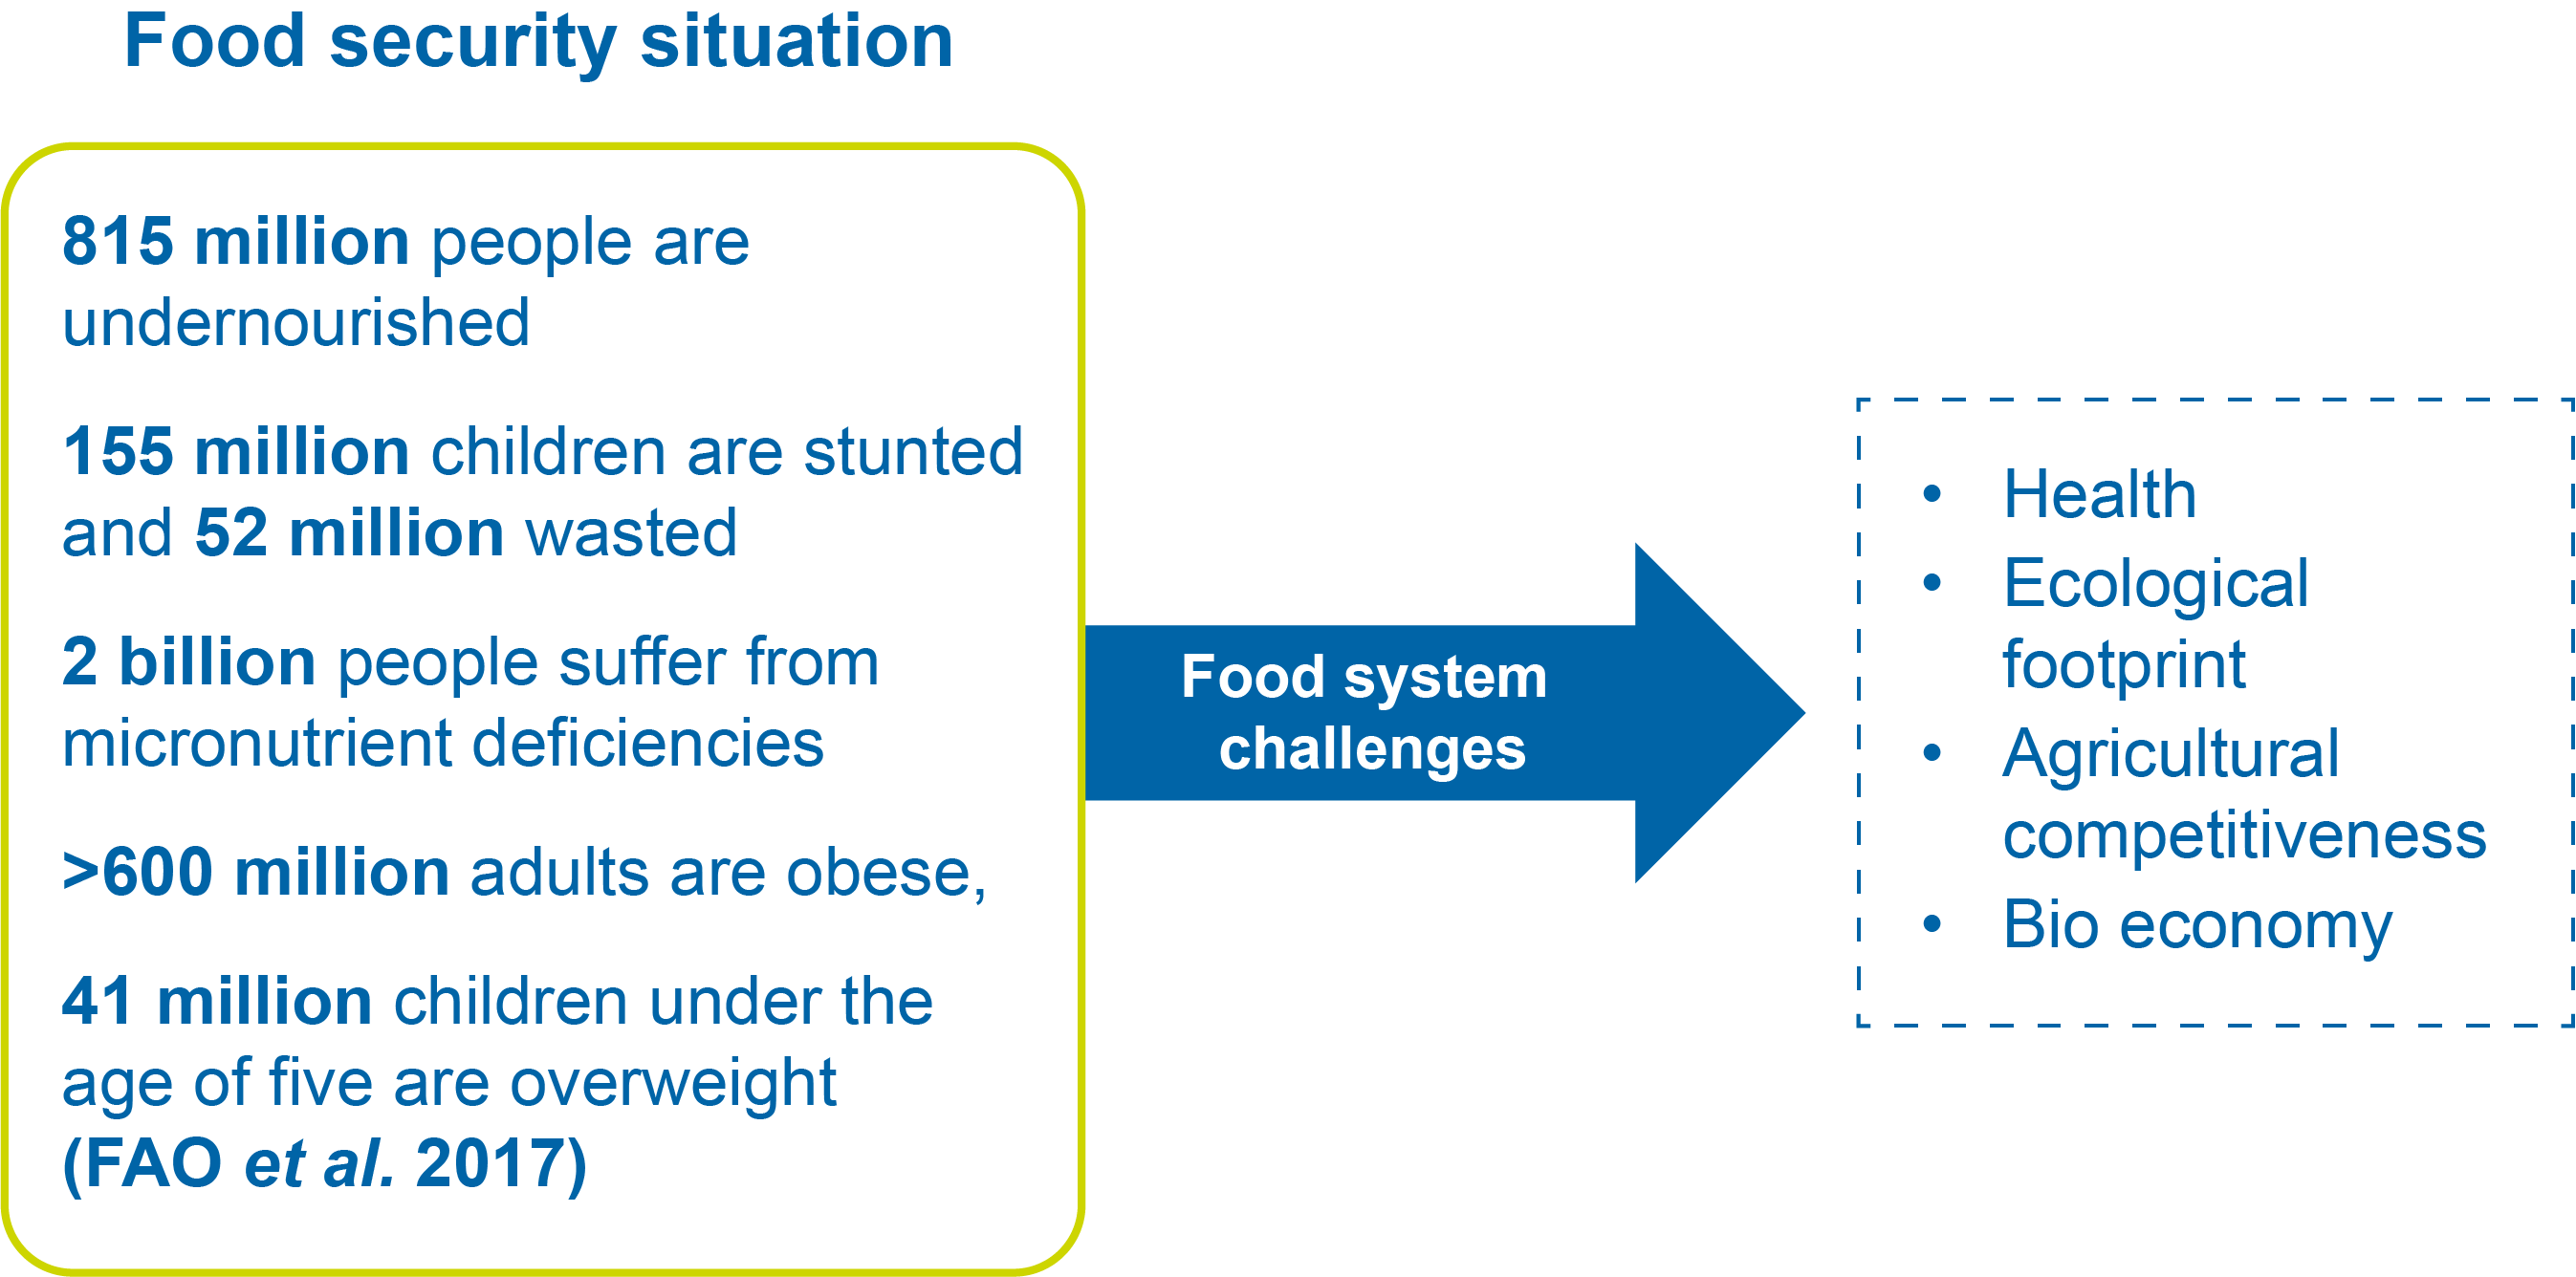 Food security situation
815 million people are
undernourished
155 million children are stunted
and 52 million wasted
2 billion people suffer from
micronutrient deficiencies
>600 million adults are obese,
41 million children under the
age of five are overweight
(FAO et al. 2017)
Food system
challenges
• Health
• Ecological
footprint
• Agricultural
competitiveness
• Bio economy